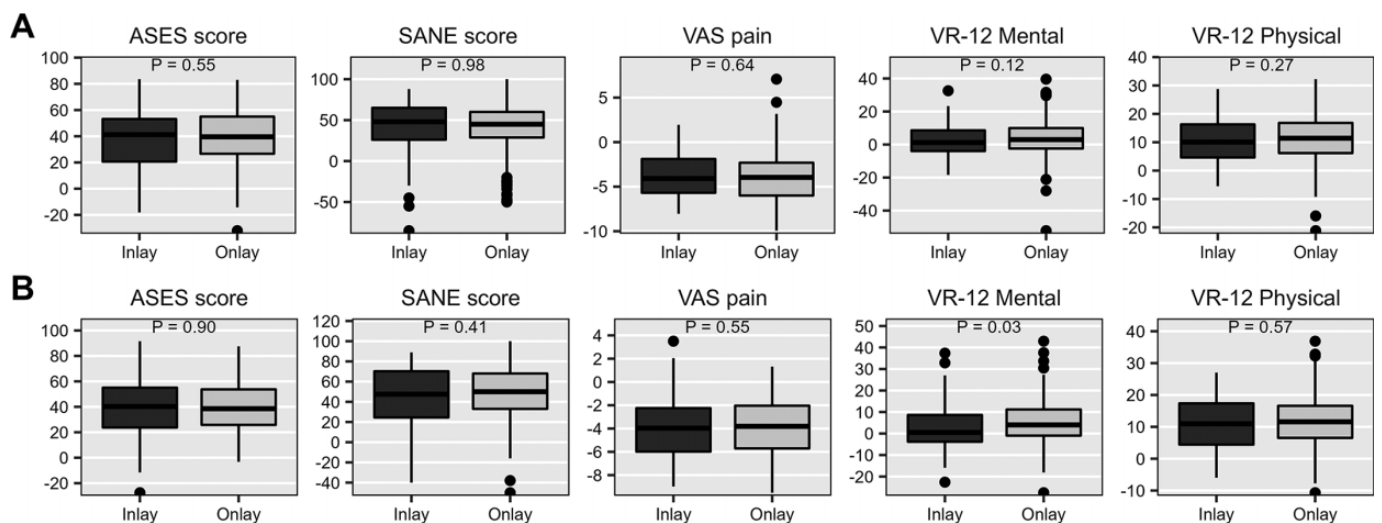 A
ASES score
SANE score
VAS pain
VR-12 Mental
VR-12 Physical
P = 0.55
P = 0.98
P = 0.64
P = 0.12
P = 0.27
100
80
60
40
20
0
-20
100
50
0
-50
5
0
-5
-10
40
20
0
-20
-40
40
30
20
10
0
-10
-20
Inlay
Onlay
Inlay
Onlay
Inlay
Onlay
Inlay
Onlay
Inlay
Onlay
B
ASES score
SANE score
VAS pain
VR-12 Mental
VR-12 Physical
P = 0.90
P = 0.41
P = 0.55
P = 0.03
P = 0.57
100
80
60
40
20
0
-20
120
100
80
60
40
20
0
-20
-40
4
2
0
-2
-4
-6
-8
50
40
30
20
10
0
-10
-20
40
30
20
10
0
-10
Inlay
Onlay
Inlay
Onlay
Inlay
Onlay
Inlay
Onlay
Inlay
Onlay